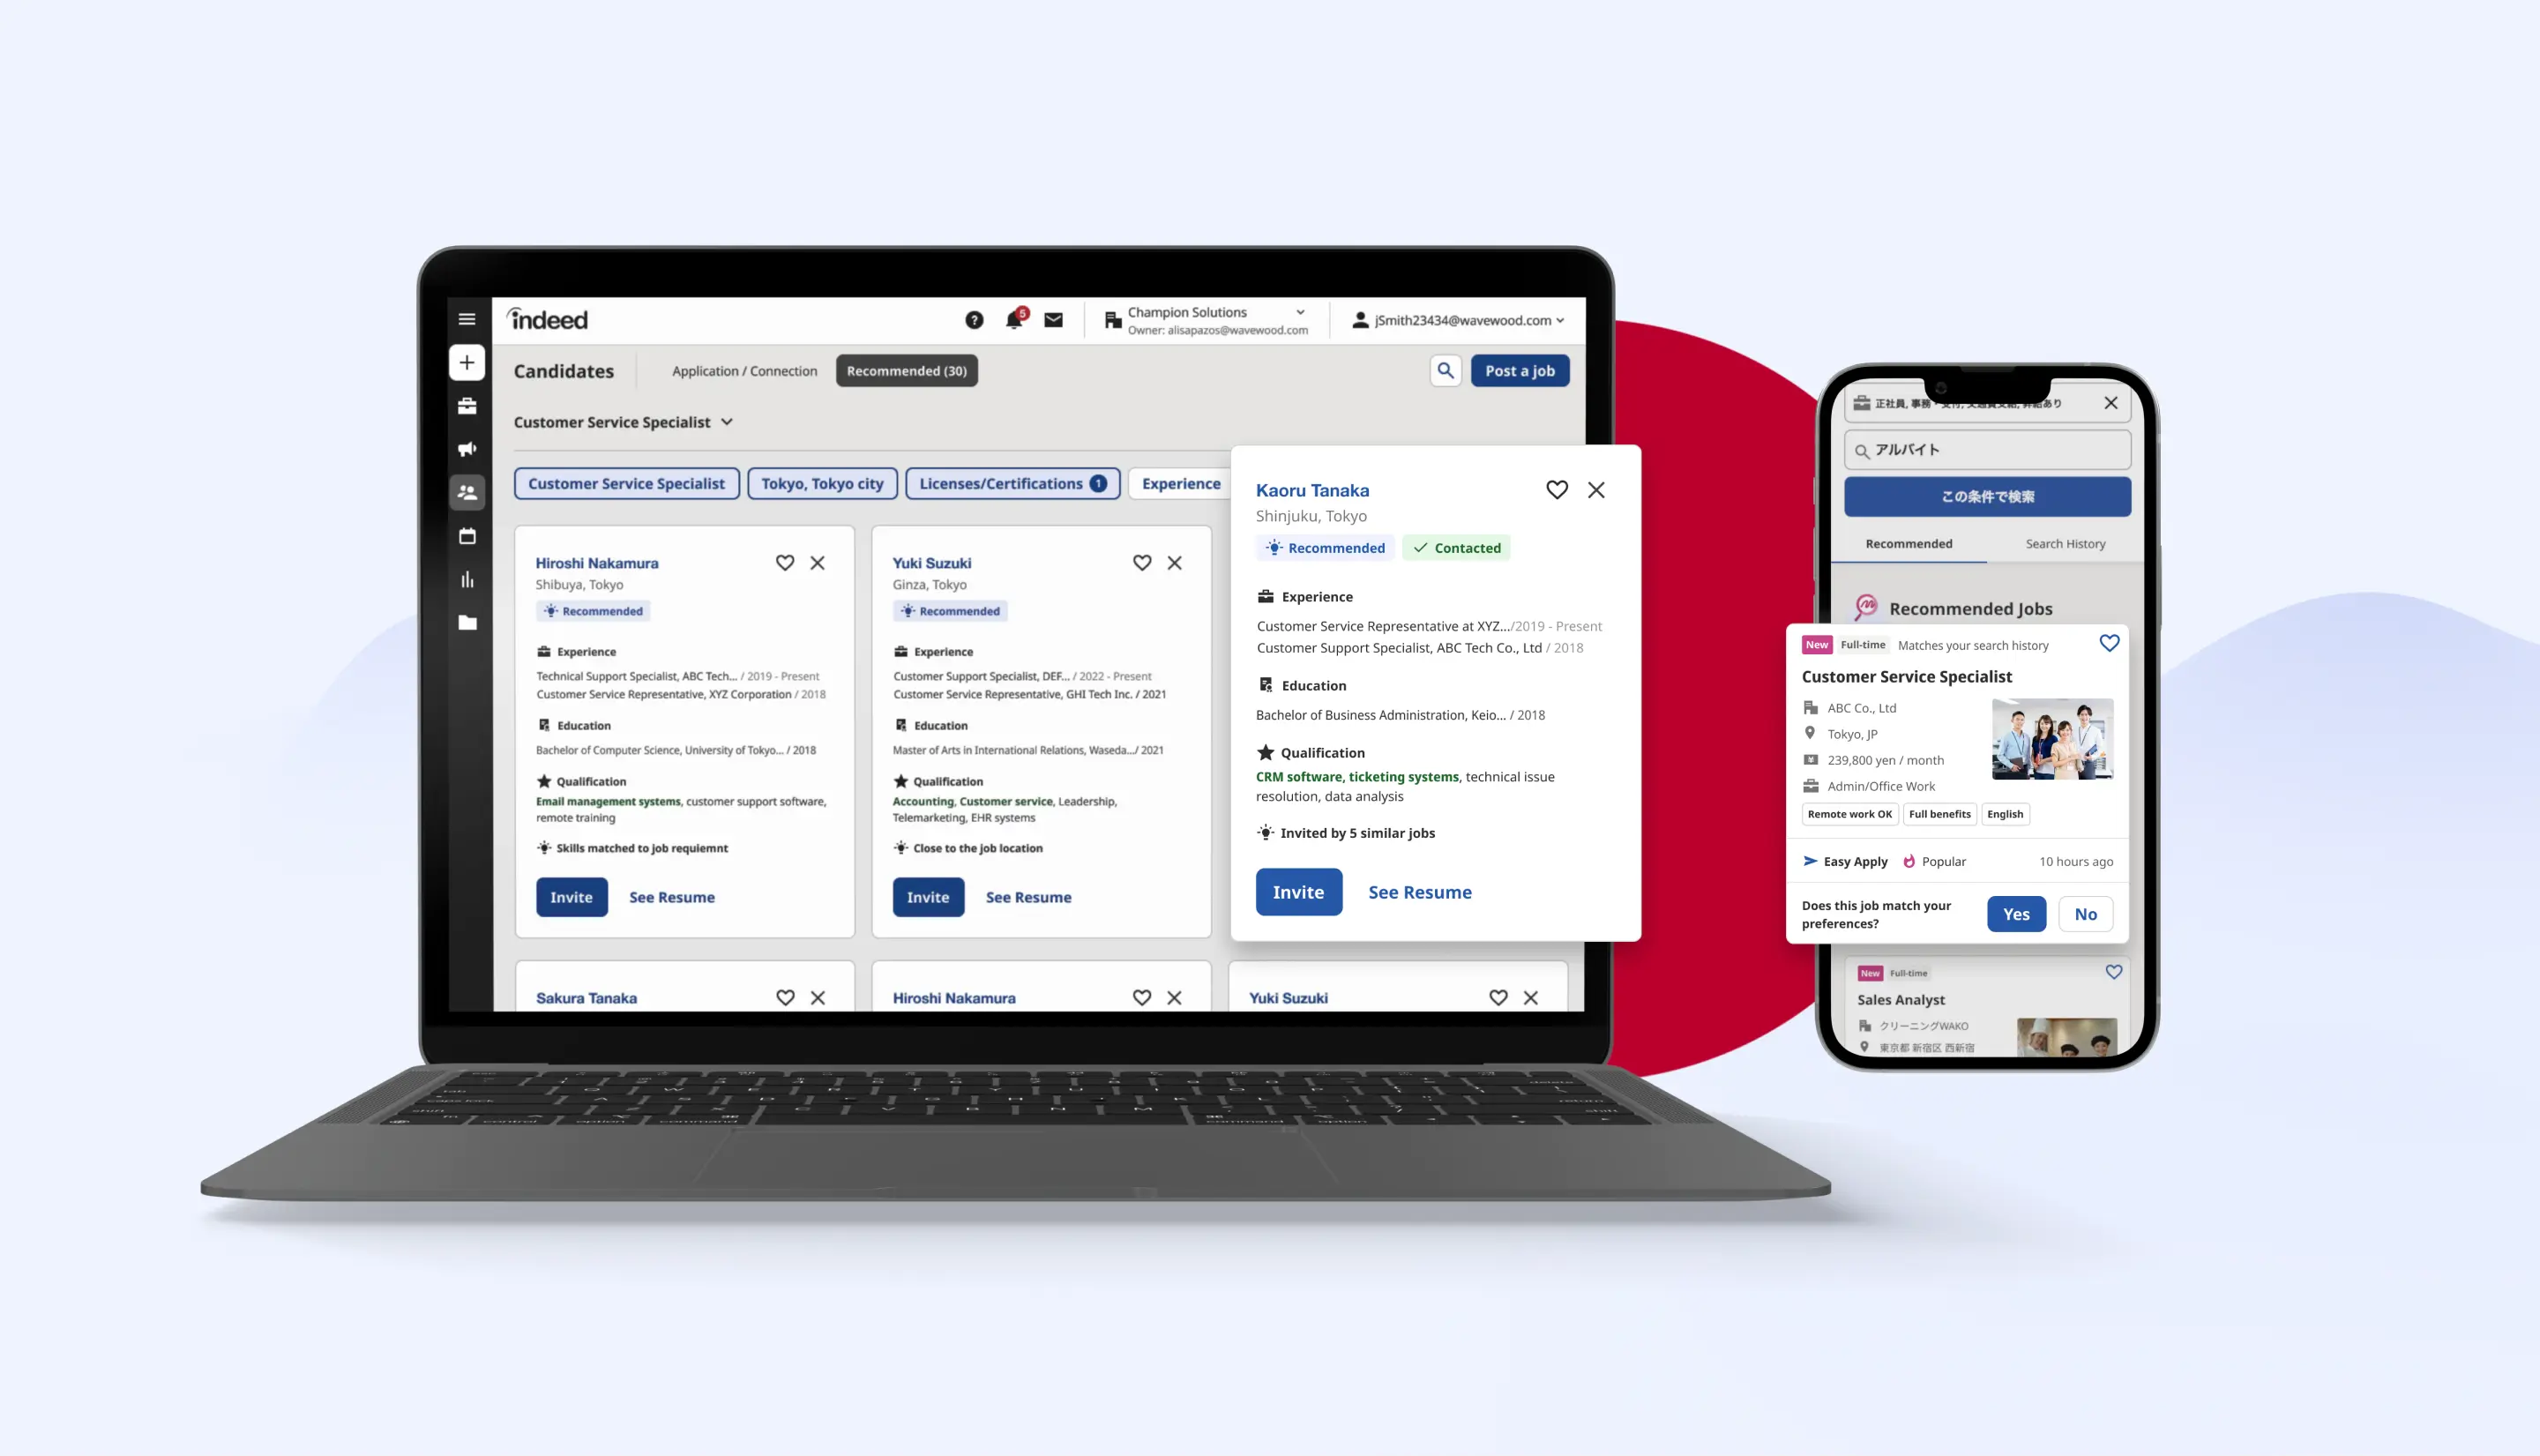 indeed
5
Champion Solutions
Owner: alisapazos@wavewood.com
jSmith23434@wavewood.com
Candidates
Application / Connection
Recommended (30)
Post a job
Customer Service Specialist
Customer Service Specialist
Tokyo, Tokyo city
Licenses/Certifications 1
Experience
Hiroshi Nakamura
Shibuya, Tokyo
Recommended
Experience
Technical Support Specialist, ABC Tech... / 2019 - Present
Customer Service Representative, XYZ Corporation / 2018
Education
Bachelor of Computer Science, University of Tokyo... / 2018
Qualification
Email management systems, customer support software,
remote training
Skills matched to job requiemnt
Invite
See Resume
Yuki Suzuki
Ginza, Tokyo
Recommended
Experience
Customer Support Specialist, DEF... / 2022 - Present
Customer Service Representative, GHI Tech Inc. / 2021
Education
Master of Arts in International Relations, Waseda.../ 2021
Qualification
Accounting, Customer service, Leadership,
Telemarketing, EHR systems
Close to the job location
Invite
See Resume
Kaoru Tanaka
Shinjuku, Tokyo
Recommended
Contacted
Experience
Customer Service Representative at XYZ.../2019 - Present
Customer Support Specialist, ABC Tech Co., Ltd / 2018
Education
Bachelor of Business Administration, Keio... / 2018
Qualification
CRM software, ticketing systems, technical issue
resolution, data analysis
Invited by 5 similar jobs
Invite
See Resume
Sakura Tanaka
Hiroshi Nakamura
Yuki Suzuki
正社員, 事務・受付, 交通費支給, 昇給あり
アルバイト
この条件で検索
Recommended
Search History
Recommended Jobs
New
Full-time
Matches your search history
Customer Service Specialist
ABC Co., Ltd
Tokyo, JP
239,800 yen / month
Admin/Office Work
Remote work OK
Full benefits
English
Easy Apply
Popular
10 hours ago
Does this job match your
preferences?
Yes
No
New
Full-time
Sales Analyst
クリーニングWAKO
東京都 新宿区 西新宿